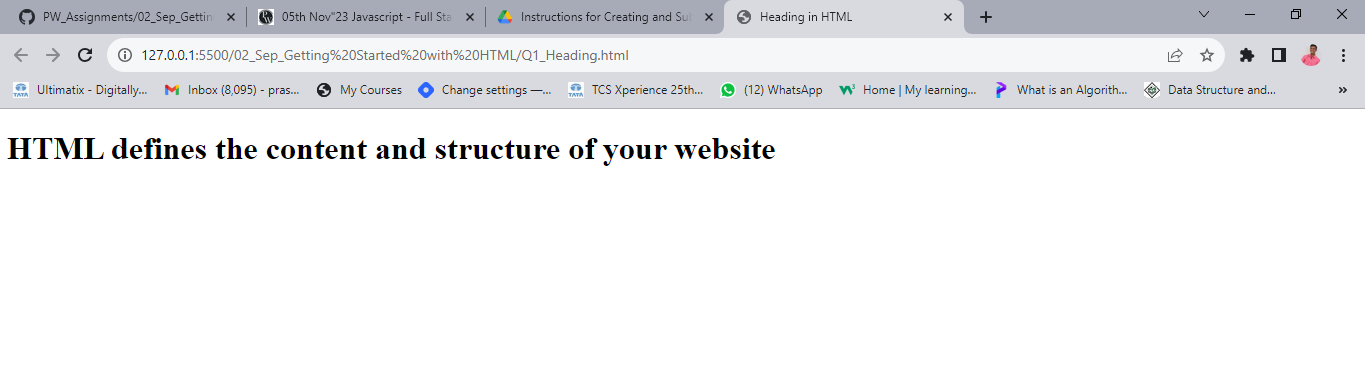 PW_Assignments/02_Sep_Gettin
05th Nov"23 Javascript - Full Sta
Instructions for Creating and Sub
Heading in HTML
127.0.0.1:5500/02_Sep_Getting%20Started%20with%20HTML/Q1_Heading.html
Ultimatix - Digitally... Inbox (8,095) - pras... My Courses Change settings —... TCS Xperience 25th... (12) WhatsApp Home | My learning... What is an Algorith... Data Structure and... »
HTML defines the content and structure of your website